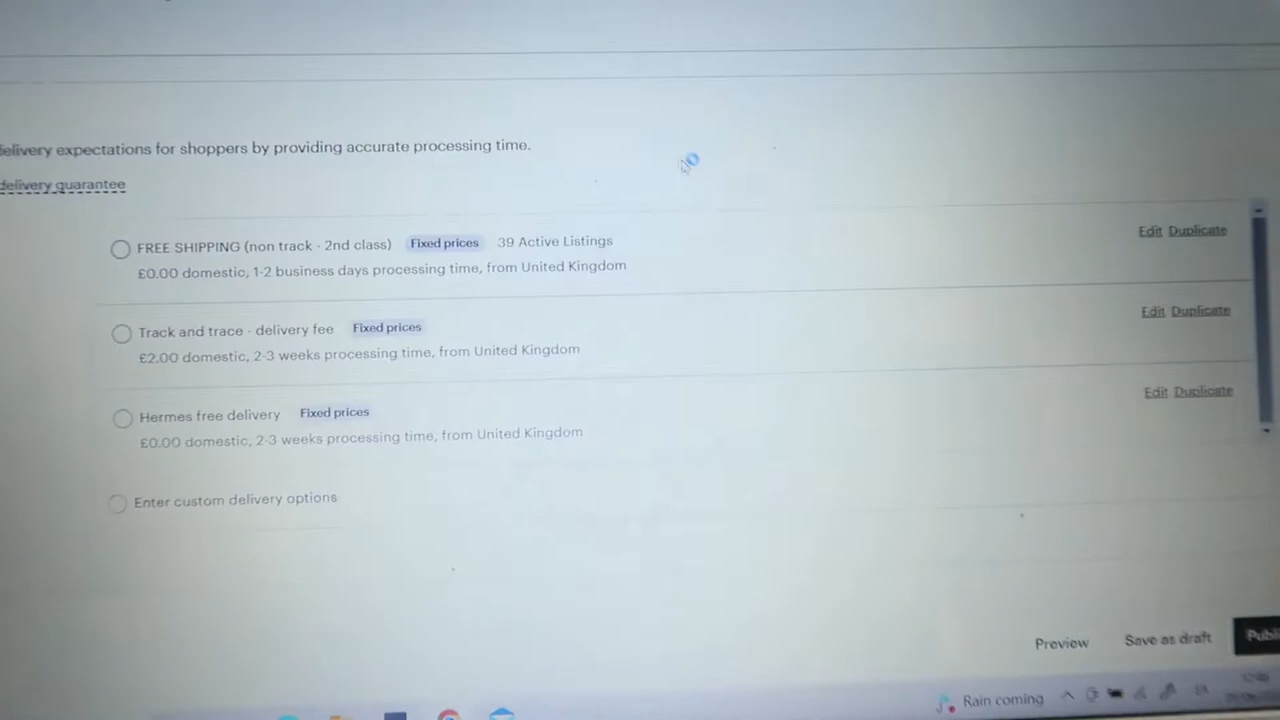 delivery expectations for shoppers by providing accurate processing time.
delivery guarantee
FREE SHIPPING (non track - 2nd class) Fixed prices 39 Active Listings
Edit Duplicate
£0.00 domestic, 1-2 business days processing time, from United Kingdom
Track and trace - delivery fee Fixed prices
Edit Duplicate
£2.00 domestic, 2-3 weeks processing time, from United Kingdom
Hermes free delivery Fixed prices
Edit Duplicate
£0.00 domestic, 2-3 weeks processing time, from United Kingdom
Enter custom delivery options
Preview Save as draft Publi
Rain coming